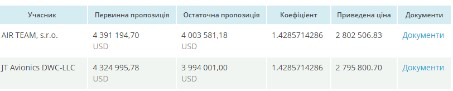 Учасник Первинна пропозиція Остаточна пропозиція Коефіцієнт Приведена ціна Документи
AIR TEAM, s.r.o. 4 391 194,70 4 003 581,18 1.4285714286 2 802 506.83 Документи
USD USD
JT Avionics DWC-LLC 4 324 995,78 3 994 001,00 1.4285714286 2 795 800.70 Документи
USD USD